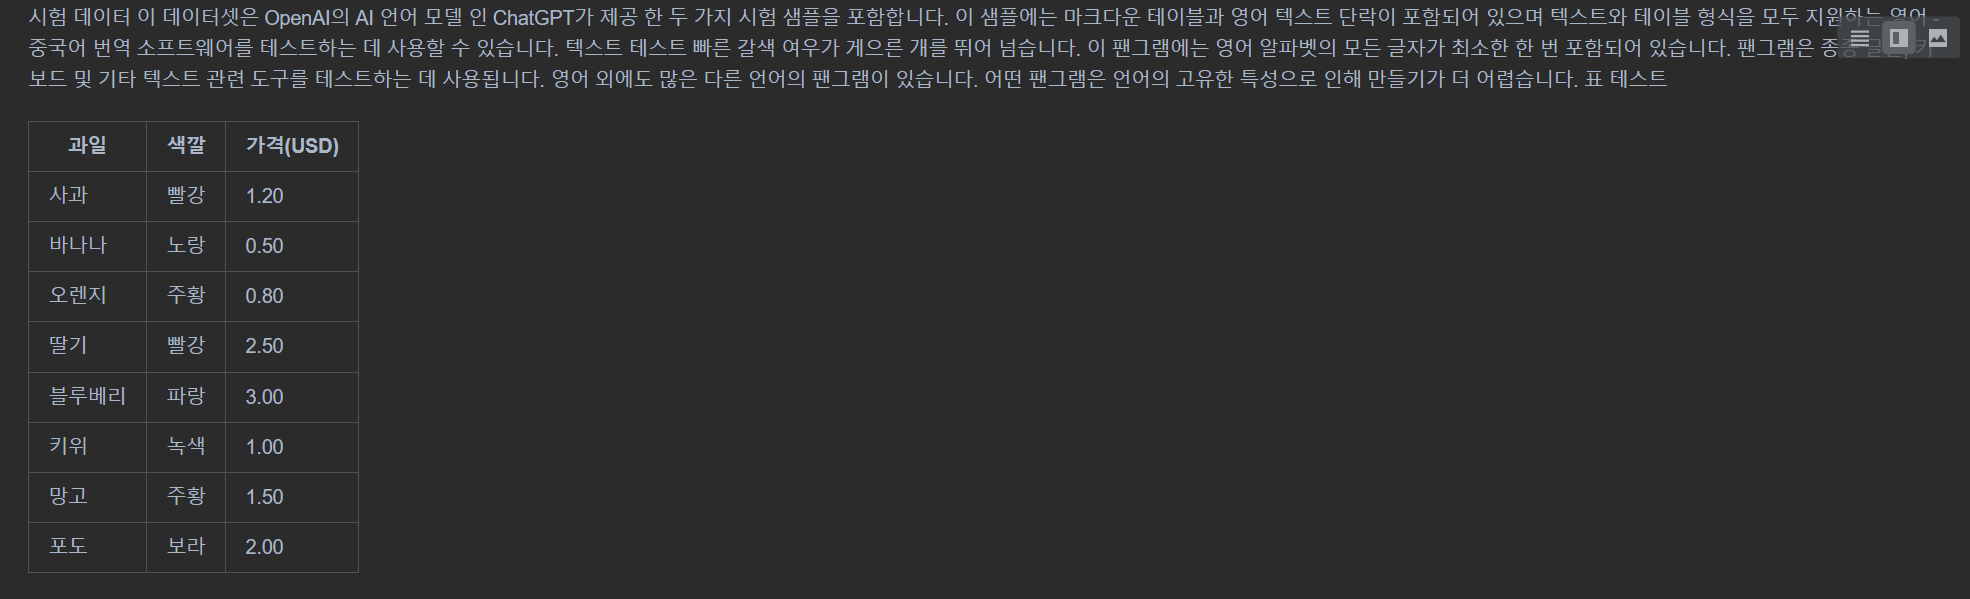 시험 데이터 이 데이터셋은 OpenAI의 AI 언어 모델 인 ChatGPT가 제공 한 두 가지 시험 샘플을 포함합니다. 이 샘플에는 마크다운 테이블과 영어 텍스트 단락이 포함되어 있으며 텍스트와 테이블 형식을 모두 지원하는 영어 -
중국어 번역 소프트웨어를 테스트하는 데 사용할 수 있습니다. 텍스트 테스트 빠른 갈색 여우가 게으른 개를 뛰어 넘습니다. 이 팬그램에는 영어 알파벳의 모든 글자가 최소한 한 번 포함되어 있습니다. 팬그램은 종종
보드 및 기타 텍스트 관련 도구를 테스트하는 데 사용됩니다. 영어 외에도 많은 다른 언어의 팬그램이 있습니다. 어떤 팬그램은 언어의 고유한 특성으로 인해 만들기가 더 어렵습니다. 표 테스트
과일 색깔 가격(USD)
사과 빨강 1.20
바나나 노랑 0.50
오렌지 주황 0.80
딸기 빨강 2.50
블루베리 파랑 3.00
키위 녹색 1.00
망고 주황 1.50
포도 보라 2.00